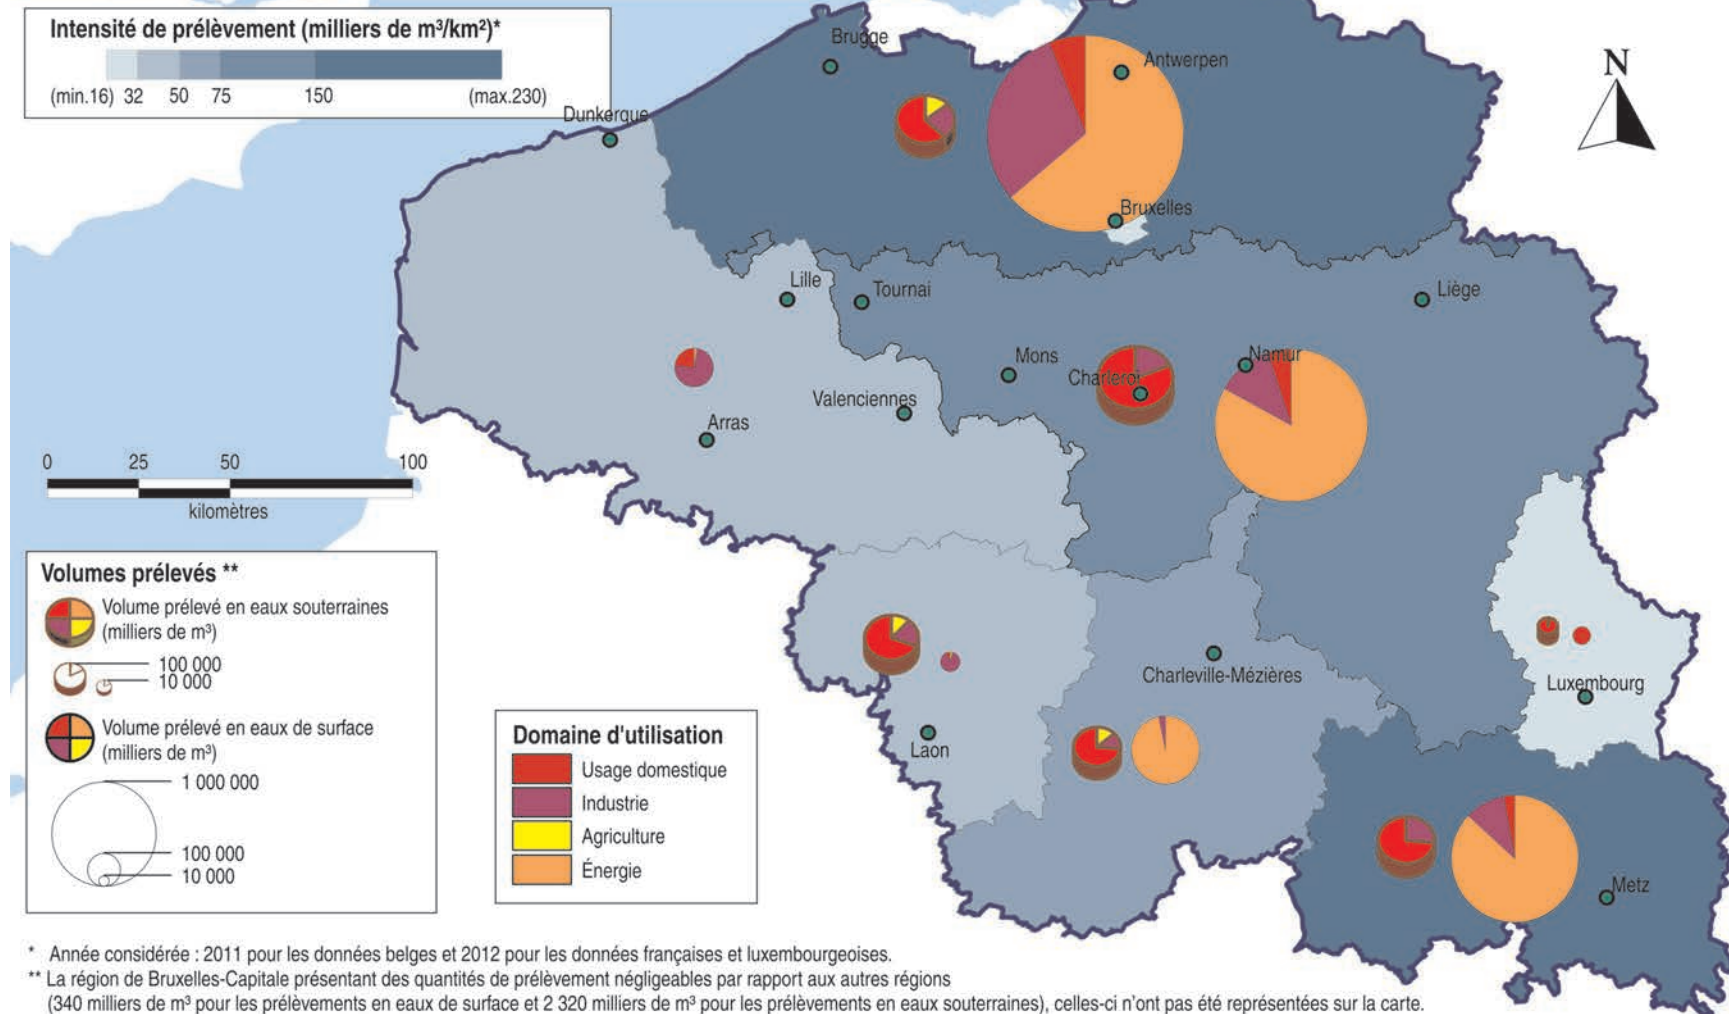 Intensité de prélèvement (milliers de m³/km²)*
(min.16) 32 50 75 150 (max.230)
Brugge
Antwerpen
Dunkerque
N
Bruxelles
Lille
Tournai
Liège
Mons
Namur
Charleroi
Valenciennes
Arras
0 25 50 100
kilomètres
Volumes prélevés **
Volume prélevé en eaux souterraines
(milliers de m³)
100 000
10 000
Volume prélevé en eaux de surface
(milliers de m³)
1 000 000
100 000
10 000
Charleville-Mézières
Luxembourg
Laon
Domaine d'utilisation
Usage domestique
Industrie
Agriculture
Énergie
Metz
* Année considérée : 2011 pour les données belges et 2012 pour les données françaises et luxembourgeoises.
** La région de Bruxelles-Capitale présentant des quantités de prélèvement négligeables par rapport aux autres régions
(340 milliers de m³ pour les prélèvements en eaux de surface et 2 320 milliers de m³ pour les prélèvements en eaux souterraines), celles-ci n'ont pas été représentées sur la carte.